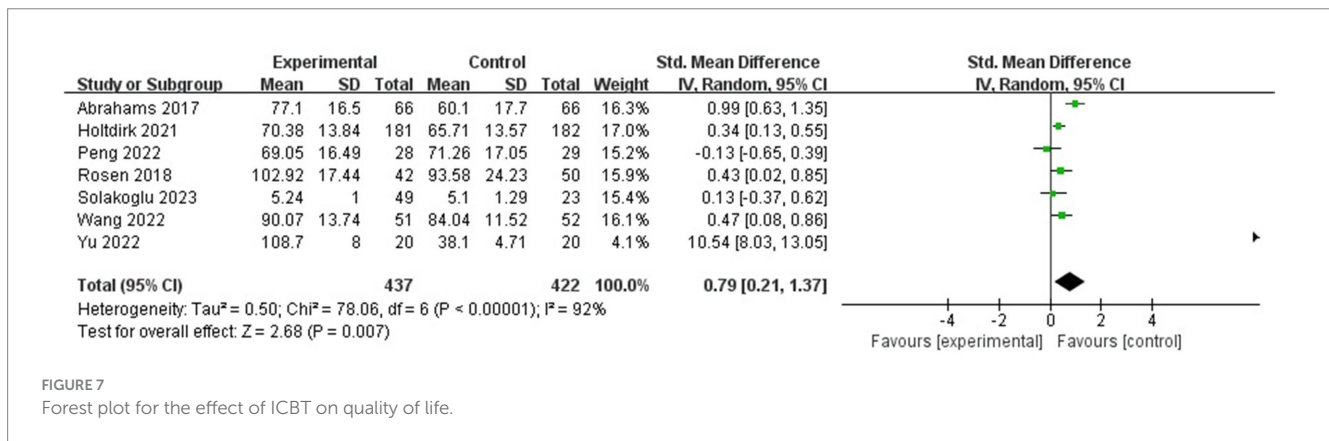 Experimental Control Std. Mean Difference Std. Mean Difference
Study or Subgroup Mean SD Total Mean SD Total Weight IV, Random, 95% CI IV, Random, 95% CI
Abrahams 2017 77.1 16.5 66 60.1 17.7 66 16.3% 0.99 [0.63, 1.35]
Holtdirk 2021 70.38 13.84 181 65.71 13.57 182 17.0% 0.34 [0.13, 0.55]
Peng 2022 69.05 16.49 28 71.26 17.05 29 15.2% -0.13 [-0.65, 0.39]
Rosen 2018 102.92 17.44 42 93.58 24.23 50 15.9% 0.43 [0.02, 0.85]
Solakoglu 2023 5.24 1 49 5.1 1.29 23 15.4% 0.13 [-0.37, 0.62]
Wang 2022 90.07 13.74 51 84.04 11.52 52 16.1% 0.47 [0.08, 0.86]
Yu 2022 108.7 8 20 38.1 4.71 20 4.1% 10.54 [8.03, 13.05]
Total (95% CI) 437 422 100.0% 0.79 [0.21, 1.37]
Heterogeneity: Tau² = 0.50; Chi² = 78.06, df = 6 (P < 0.00001); I² = 92%
Test for overall effect: Z = 2.68 (P = 0.007)
-4 -2 0 2 4
Favours [experimental] Favours [control]
FIGURE 7
Forest plot for the effect of ICBT on quality of life.